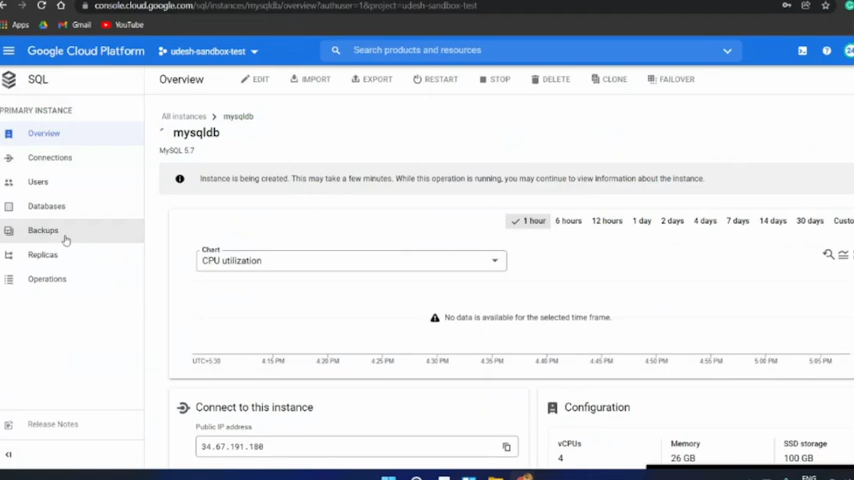 console.cloud.google.com/sql/instances/mysqldb/overview?authuser=1&project=udesh-sandbox-test
Apps Gmail YouTube
Google Cloud Platform udesh-sandbox-test Search products and resources
SQL Overview EDIT IMPORT EXPORT RESTART STOP DELETE CLONE FAILOVER
PRIMARY INSTANCE
Overview
Connections
Users
Databases
Backups
Replicas
Operations
Release Notes
All instances > mysqldb
mysqldb
MySQL 5.7
Instance is being created. This may take a few minutes. While this operation is running, you may continue to view information about the instance.
1 hour 6 hours 12 hours 1 day 2 days 4 days 7 days 14 days 30 days Custo
Chart
CPU utilization
No data is available for the selected time frame.
UTC+5:30 4:15 PM 4:20 PM 4:25 PM 4:30 PM 4:35 PM 4:40 PM 4:45 PM 4:50 PM 4:55 PM 5:00 PM 5:05 PM
Connect to this instance
Public IP address
34.67.191.180
Configuration
vCPUs Memory SSD storage
4 26 GB 100 GB
ENG